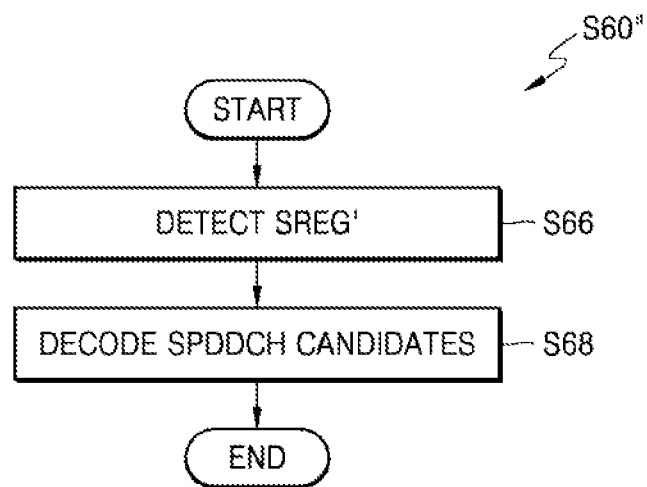 S60"
START
DETECT SREG'
S66
DECODE SPDDCH CANDIDATES
S68
END